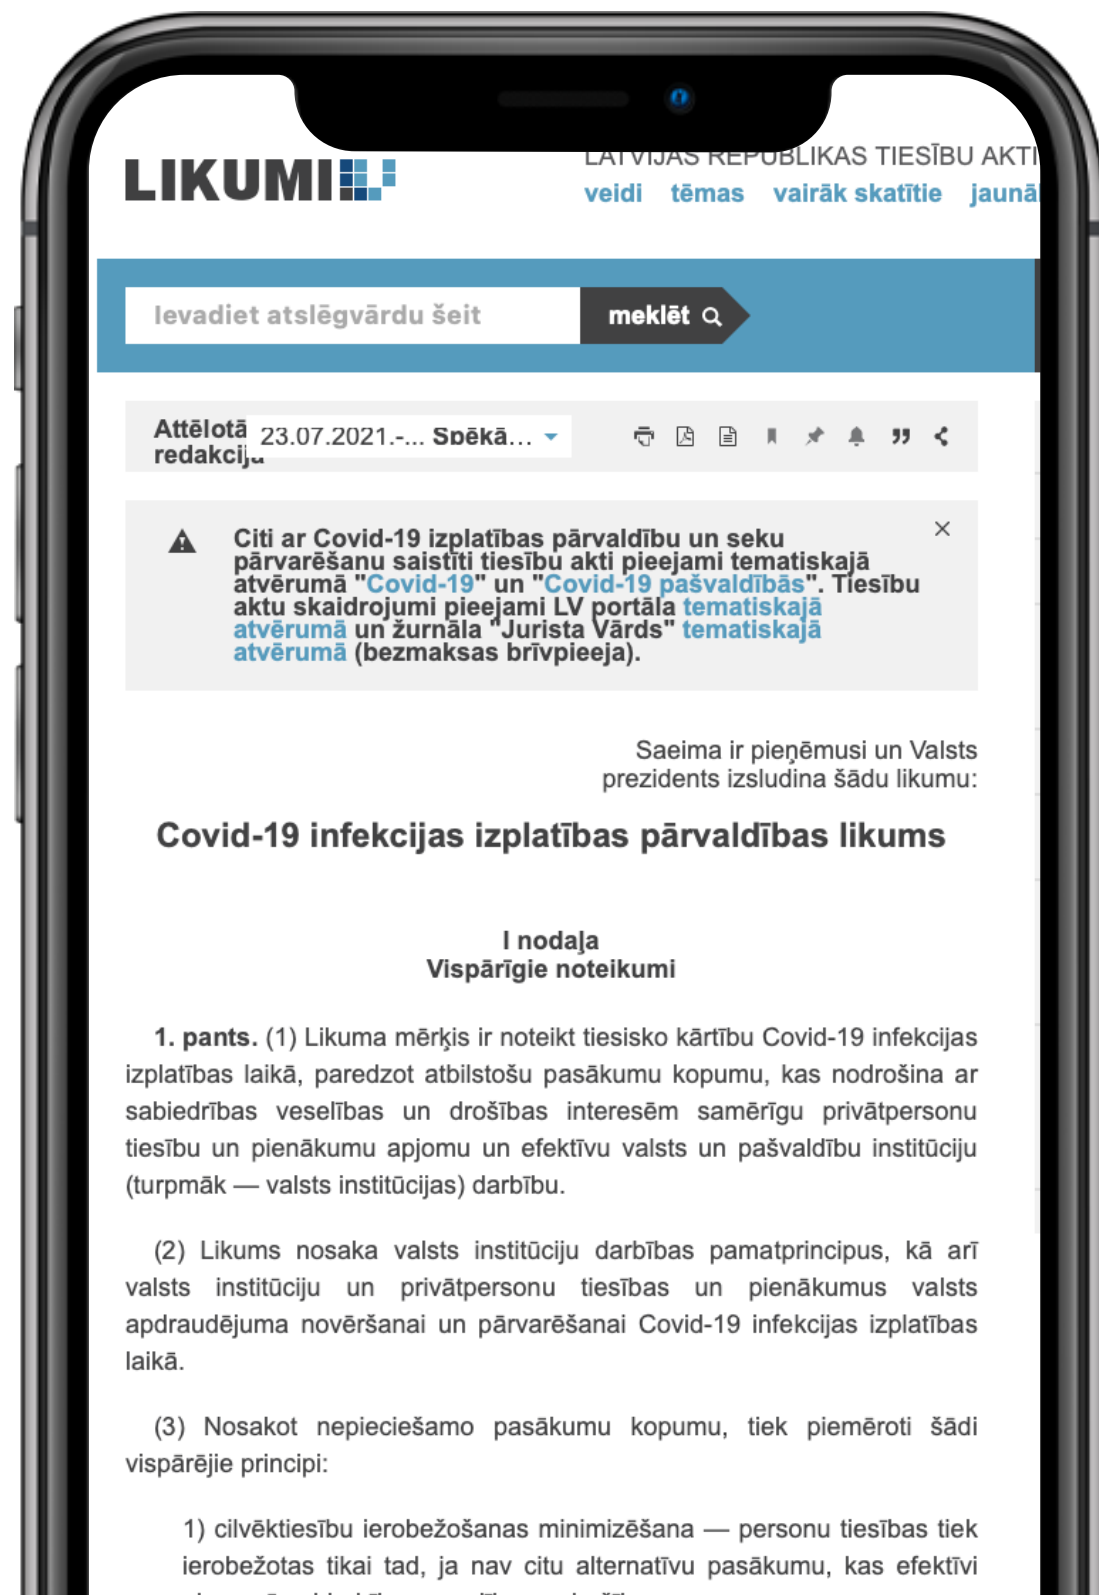 LIKUMI
LATVIJAS REPUBLIKAS TIESĪBU AKTI
veidi tēmas vairāk skatītie
Ievadiet atslēgvārdu šeit
meklēt
Attēlotā
redakcija
23.07.2021.-... Spēkā...
Citi ar Covid-19 izplatības pārvaldību un seku
pārvarēšanu saistīti tiesību akti pieejami tematiskajā
atvērumā "Covid-19" un "Covid-19 pašvaldībās". Tiesību
aktu skaidrojumi pieejami LV portāla tematiskajā
atvērumā un žurnāla "Jurista Vārds" tematiskajā
atvērumā (bezmaksas brīvpieeja).
Saeima ir pieņēmusi un Valsts
prezidents izsludina šādu likumu:
Covid-19 infekcijas izplatības pārvaldības likums
I nodaļa
Vispārīgie noteikumi
1. pants. (1) Likuma mērķis ir noteikt tiesisko kārtību Covid-19 infekcijas
izplatības laikā, paredzot atbilstošu pasākumu kopumu, kas nodrošina ar
sabiedrības veselības un drošības interesēm samērīgu privātpersonu
tiesību un pienākumu apjomu un efektīvu valsts un pašvaldību institūciju
(turpmāk — valsts institūcijas) darbību.
(2) Likums nosaka valsts institūciju darbības pamatprincipus, kā arī
valsts institūciju un privātpersonu tiesības un pienākumus valsts
apdraudējuma novēršanai un pārvarēšanai Covid-19 infekcijas izplatības
laikā.
(3) Nosakot nepieciešamo pasākumu kopumu, tiek piemēroti šādi
vispārējie principi:
1) cilvēktiesību ierobežošanas minimizēšana — personu tiesības tiek
ierobežotas tikai tad, ja nav citu alternatīvu pasākumu, kas efektīvi